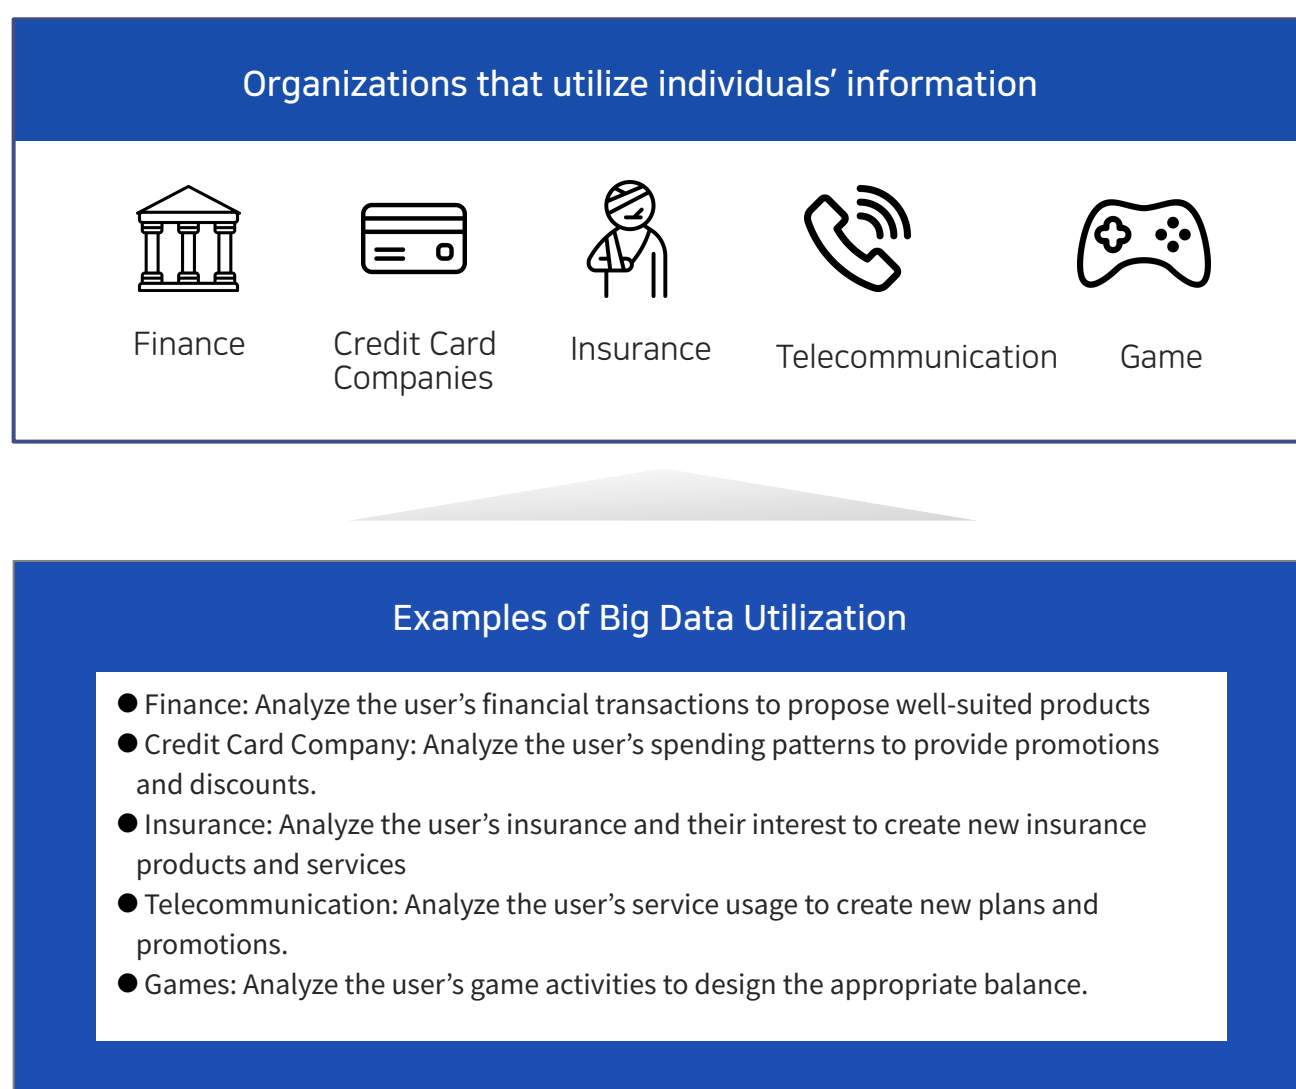 Organizations that utilize individuals’ information
Finance
Credit Card
Companies
Insurance
Telecommunication
Game
Examples of Big Data Utilization
● Finance: Analyze the user’s financial transactions to propose well-suited products
● Credit Card Company: Analyze the user’s spending patterns to provide promotions
and discounts.
● Insurance: Analyze the user’s insurance and their interest to create new insurance
products and services
● Telecommunication: Analyze the user’s service usage to create new plans and
promotions.
● Games: Analyze the user’s game activities to design the appropriate balance.